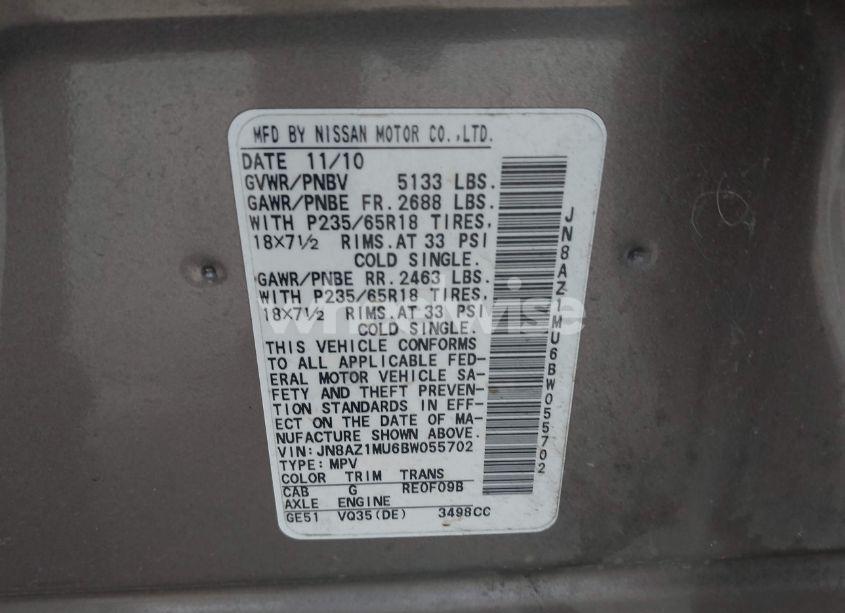 MFD BY NISSAN MOTOR CO.,LTD.
DATE 11/10
GVWR/PNBV 5133 LBS.
GAWR/PNBE FR. 2688 LBS.
WITH P235/65R18 TIRES,
18×7½ RIMS.AT 33 PSI
COLD SINGLE.
GAWR/PNBE RR. 2463 LBS.
WITH P235/65R18 TIRES,
18×7½ RIMS.AT 33 PSI
COLD SINGLE.
THIS VEHICLE CONFORMS
TO ALL APPLICABLE FED-
ERAL MOTOR VEHICLE SA-
FETY AND THEFT PREVEN-
TION STANDARDS IN EFF-
ECT ON THE DATE OF MA-
NUFACTURE SHOWN ABOVE.
VIN:JN8AZ1MU6BW055702
TYPE:MPV
COLOR TRIM TRANS
CAB G RE0F09B
AXLE ENGINE
GE51 VQ35(DE) 3498CC
JN8AZ1MU6BW055702